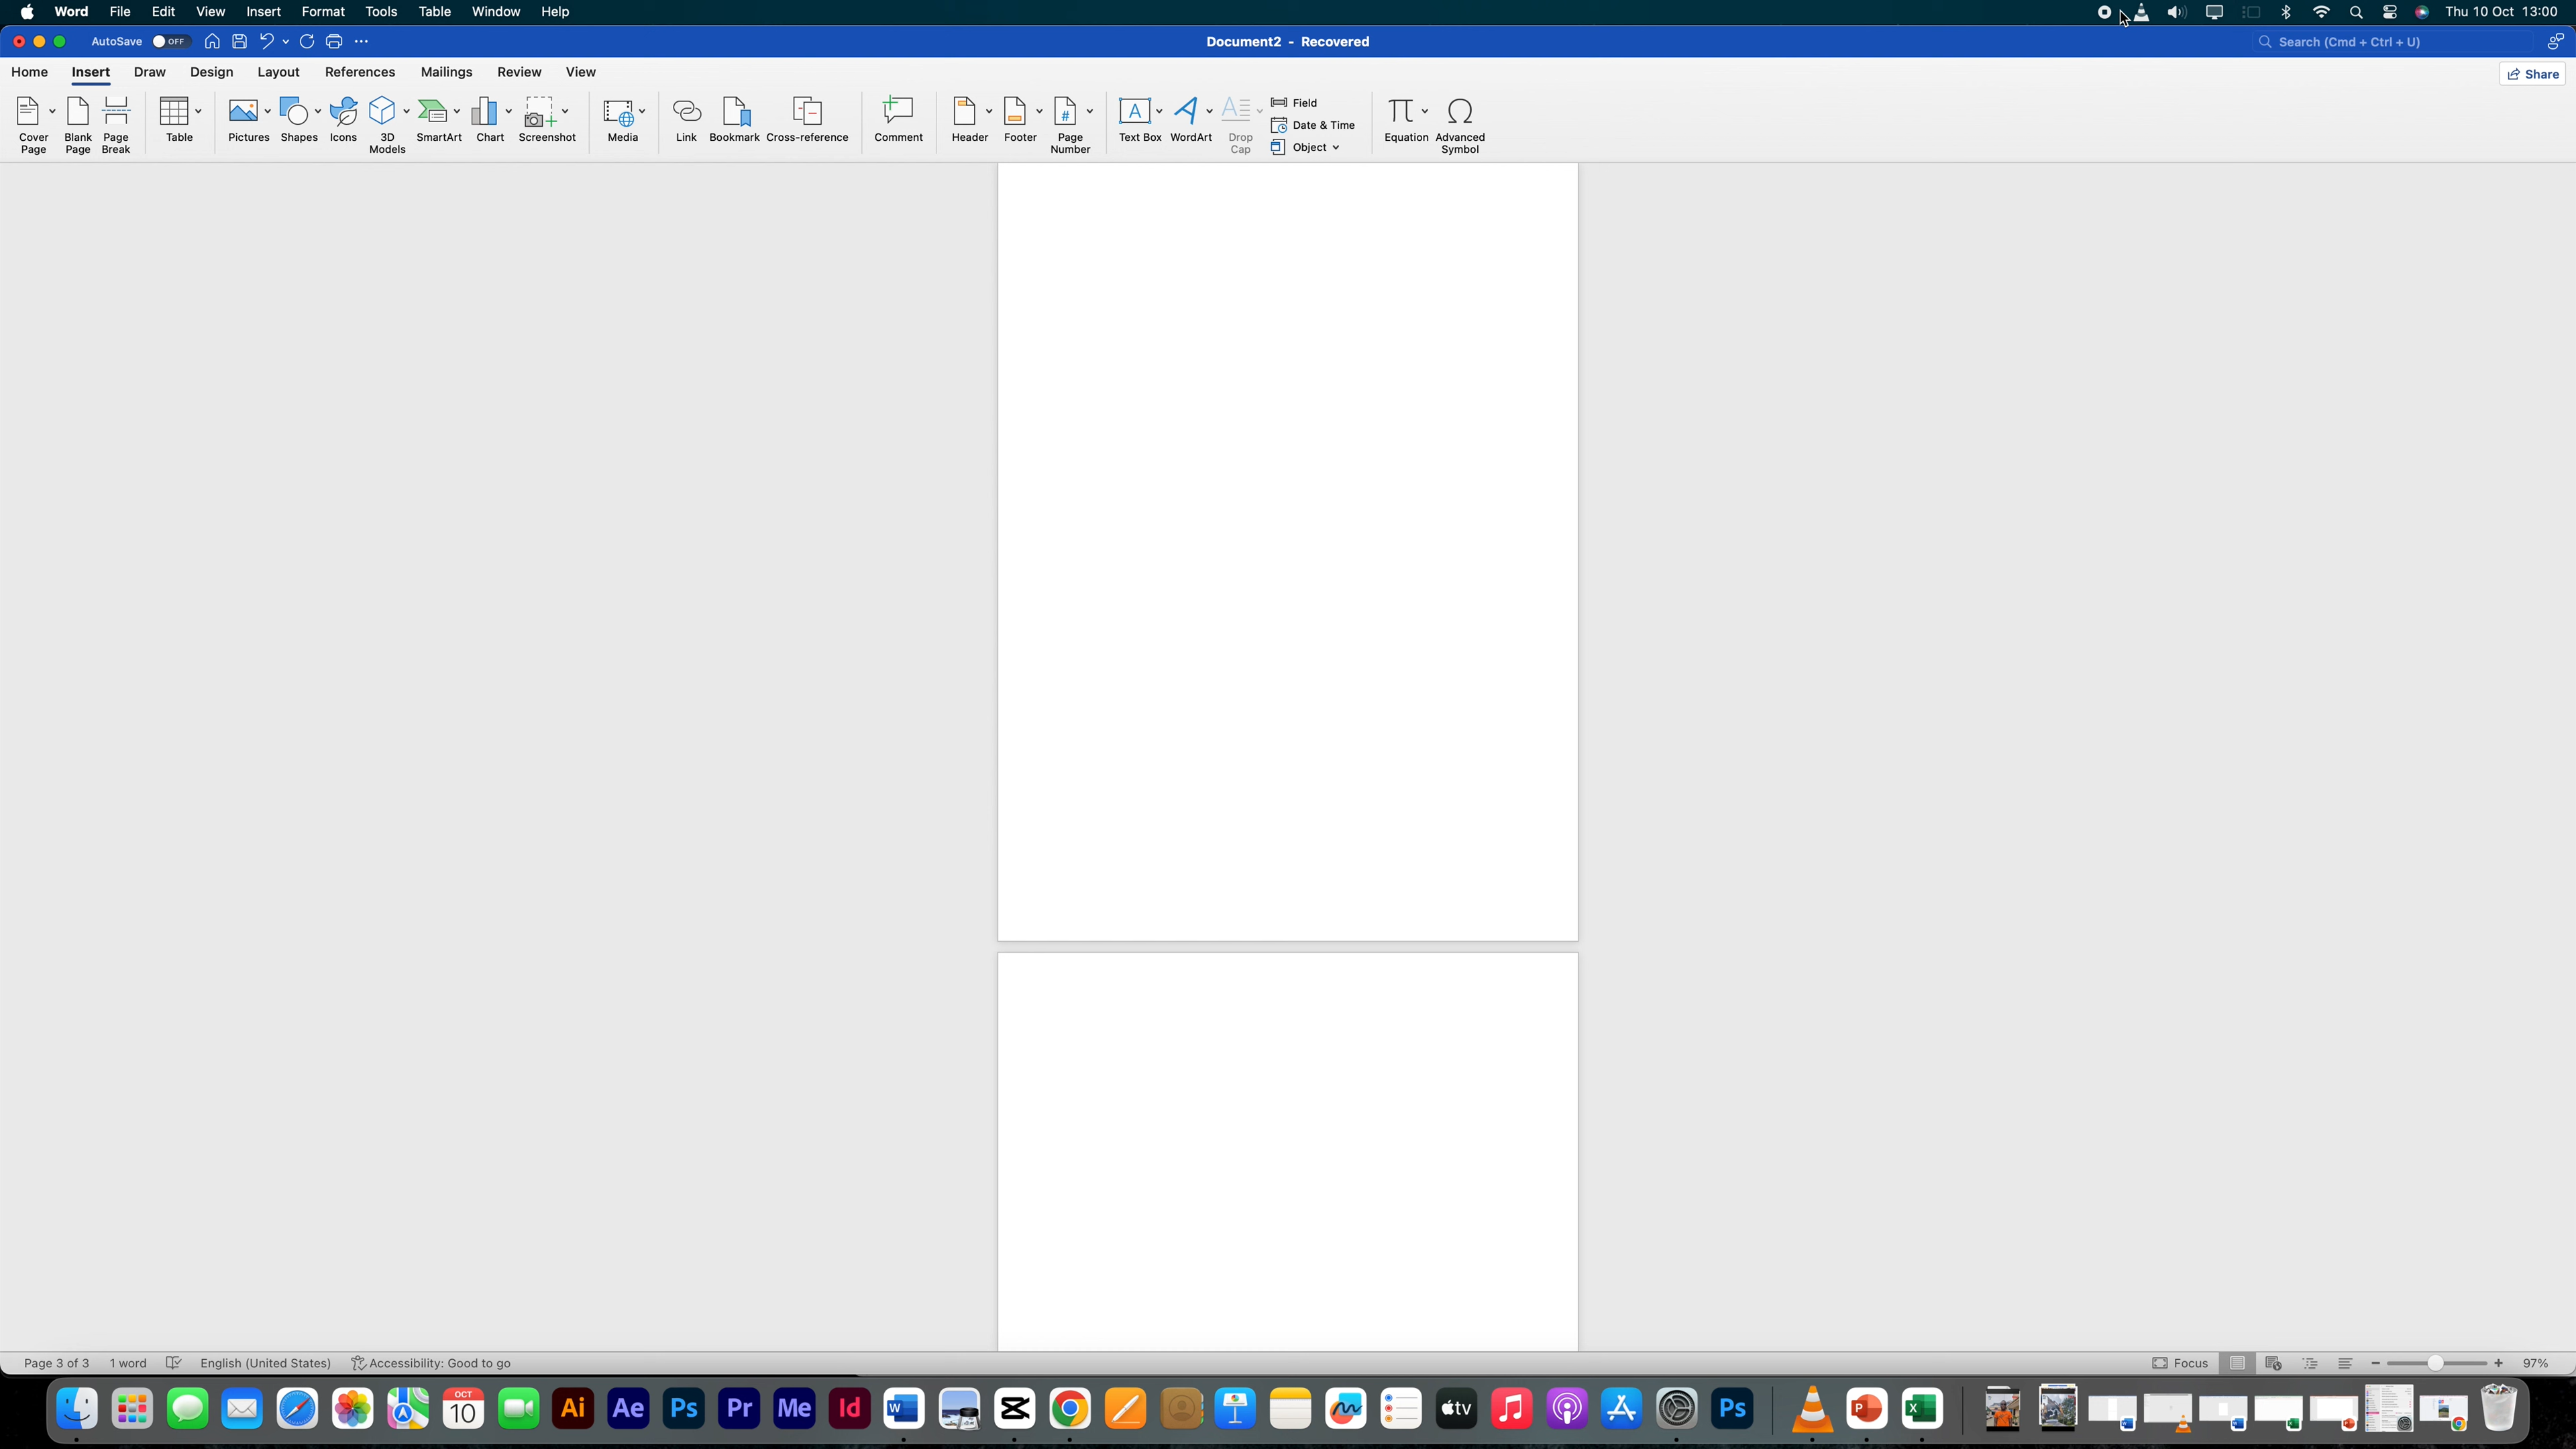 Word File Edit View Insert Format Tools Table Window Help Thu 10 Oct 13:00
AutoSave OFF Document2 - Recovered Search (Cmd + Ctrl + U)
Home Insert Draw Design Layout References Mailings Review View Share
Cover Page
Blank Page
Page Break
Table
Pictures
Shapes
Icons
3D Models
SmartArt
Chart
Screenshot
Media
Link
Bookmark
Cross-reference
Comment
Header
Footer
Page Number
Text Box
WordArt
Drop Cap
Field
Date & Time
Object
Equation
Advanced Symbol
Page 3 of 3 1 word English (United States) Accessibility: Good to go Focus 97%
OCT
10
Ai Ae Ps Pr Me Id W tv Ps P X